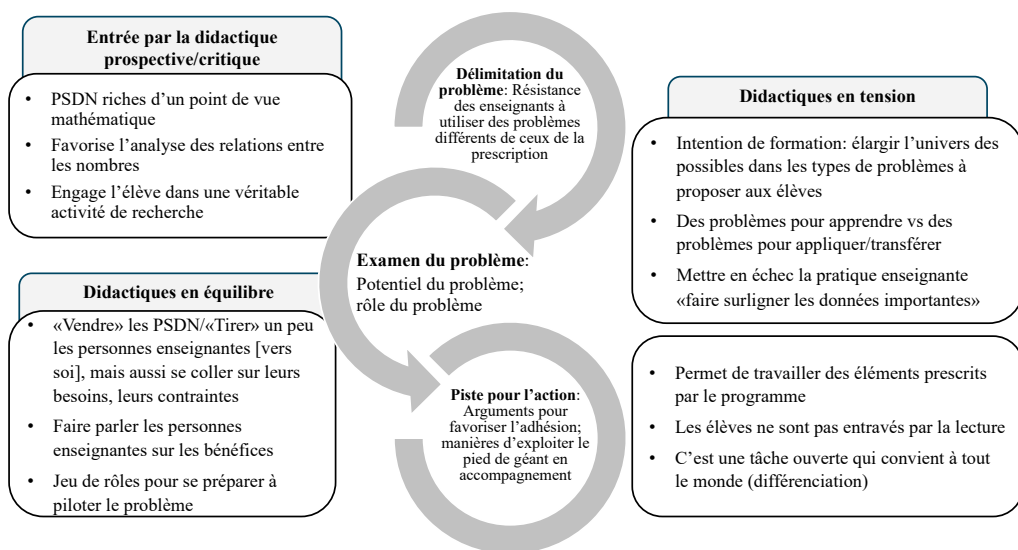 Entrée par la didactique
prospective/critique
• PSDN riches d’un point de vue
mathématique
• Favorise l’analyse des relations entre
les nombres
• Engage l’élève dans une véritable
activité de recherche
Délimitation du
problème: Résistance
des enseignants à
utiliser des problèmes
différents de ceux de la
prescription
Didactiques en tension
• Intention de formation: élargir l’univers des
possibles dans les types de problèmes à
proposer aux élèves
• Des problèmes pour apprendre vs des
problèmes pour appliquer/transférer
• Mettre en échec la pratique enseignante
«faire surligner les données importantes»
Examen du problème:
Potentiel du problème;
rôle du problème
Didactiques en équilibre
• «Vendre» les PSDN/«Tirer» un peu
les personnes enseignantes [vers
soi], mais aussi se coller sur leurs
besoins, leurs contraintes
• Faire parler les personnes
enseignantes sur les bénéfices
• Jeu de rôles pour se préparer à
piloter le problème
Piste pour l’action:
Arguments pour
favoriser l’adhésion;
manières d’exploiter le
pied de géant en
accompagnement
• Permet de travailler des éléments prescrits
par le programme
• Les élèves ne sont pas entravés par la lecture
• C’est une tâche ouverte qui convient à tout
le monde (différenciation)